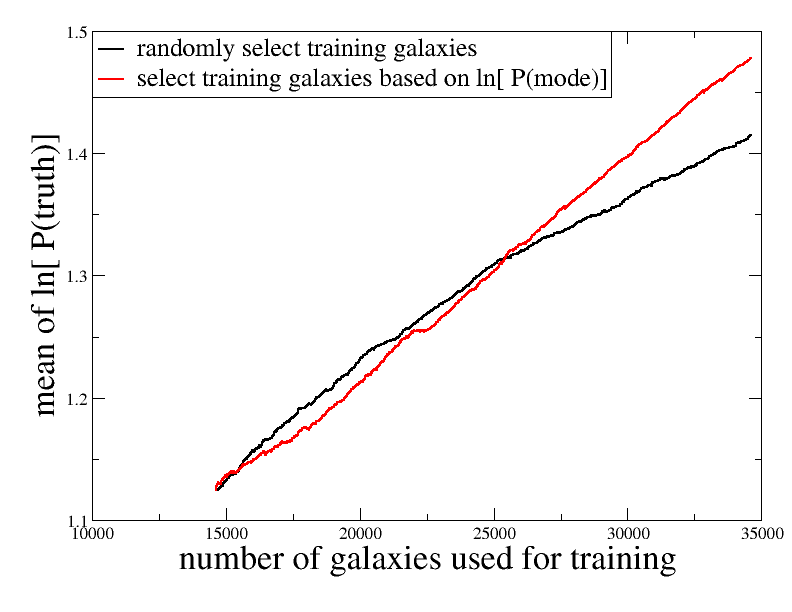 1.5
randomly select training galaxies
select training galaxies based on ln[ P(mode)]
1.4
1.3
1.2
1.1
mean of ln[ P(truth)]
10000 15000 20000 25000 30000 35000
number of galaxies used for training